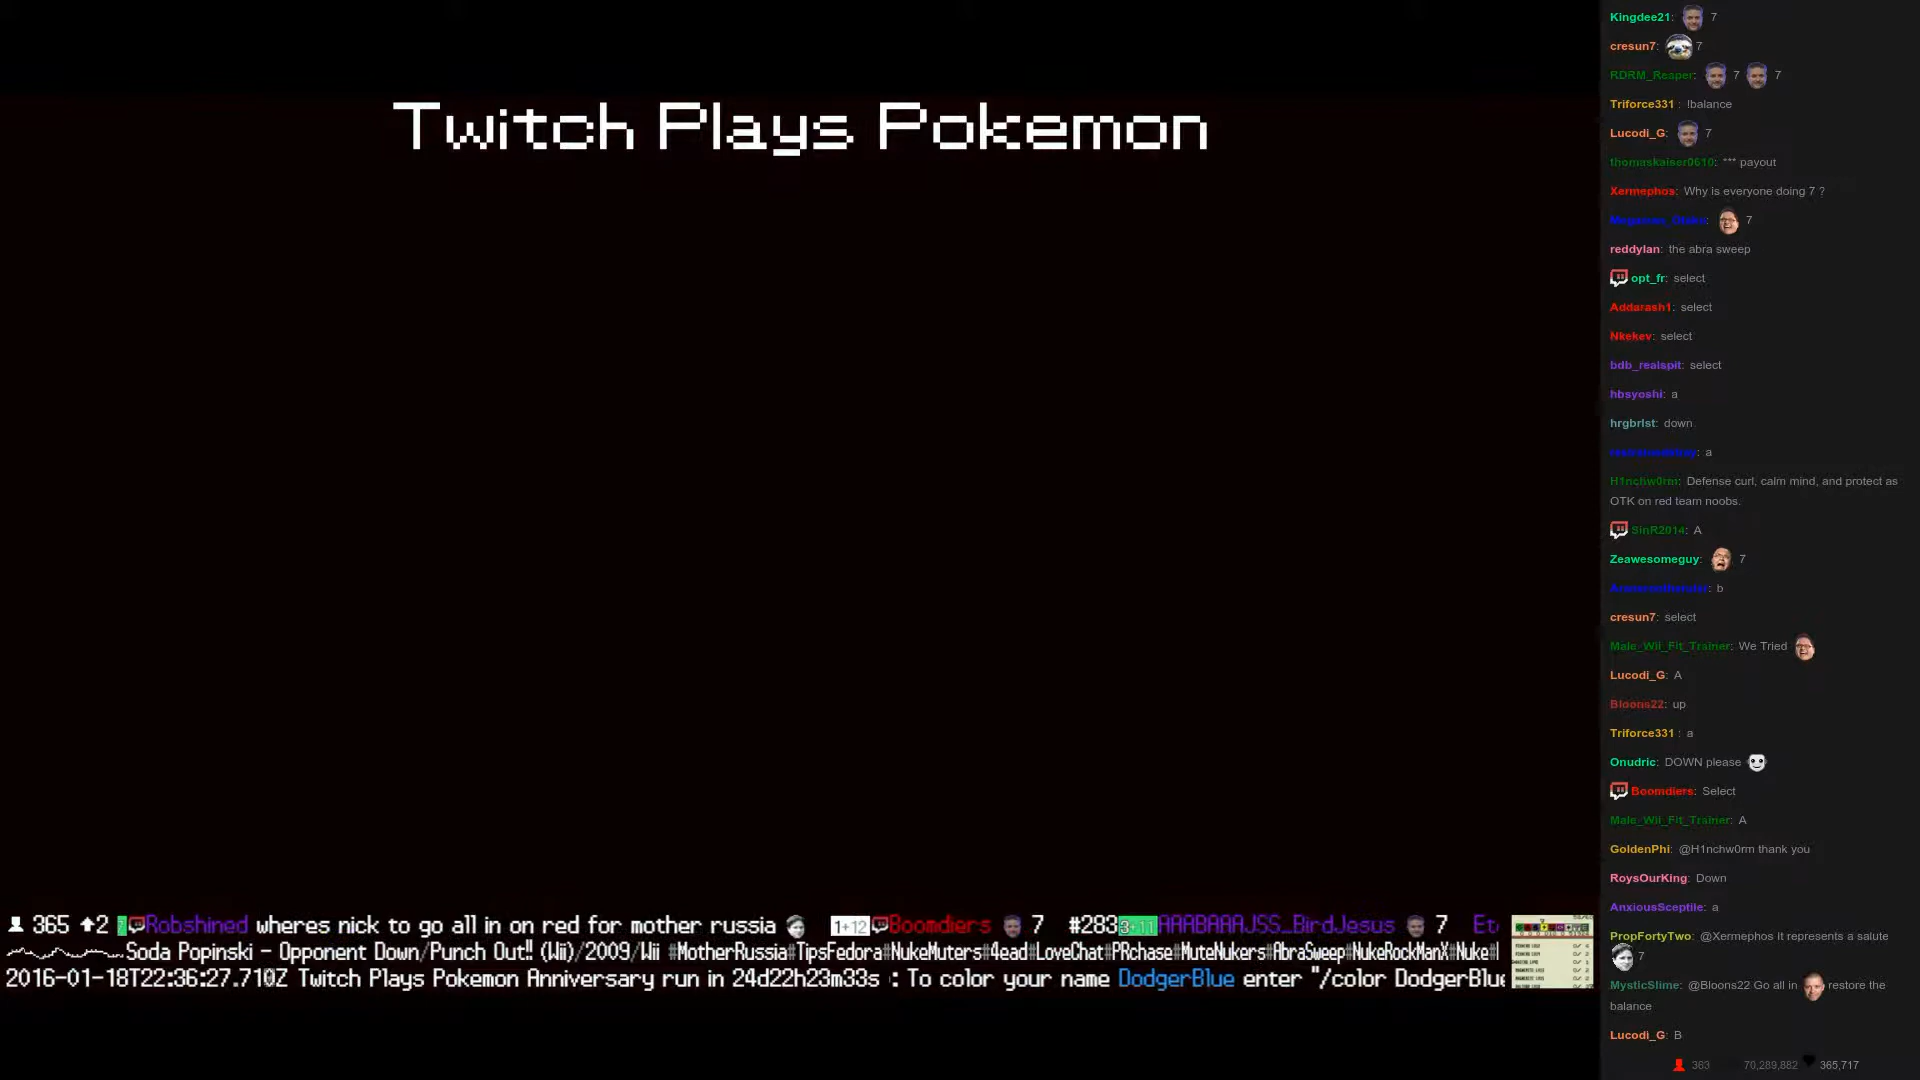 Twitch Plays Pokemon
365 2 Robshined wheres nick to go all in on red for mother russia 1+12 Boomdiers 7 #283 3+11 AAABAAAJSS_BirdJesus 7 Et
Soda Popinski - Opponent Down/Punch Out!! (Wii)/2009/Wii #MotherRussia#TipsFedora#NukeMuters#4ead#LoveChat#PRchase#MuteNukers#AbraSweep#NukeRockManX#Nuke#
2016-01-18T22:36:27.710Z Twitch Plays Pokemon Anniversary run in 24d22h23m33s : To color your name DodgerBlue enter "/color DodgerBlue
Kingdee21: 7
cresun7: 7
RDRM_Reaper: 7 7
Triforce331 : !balance
Lucodi_G: 7
thomaskaiser0610: *** payout
Xermephos: Why is everyone doing 7 ?
7
reddylan: the abra sweep
opt_fr: select
Addarash1: select
Nkekev: select
bdb_realspit: select
hbsyoshi: a
hrgbrlst: down
: a
H1nchw0rm: Defense curl, calm mind, and protect as
OTK on red team noobs.
SinR2014: A
Zeawesomeguy: 7
: b
cresun7: select
Male_Wii_Fit_Trainer: We Tried
Lucodi_G: A
Bloons22: up
Triforce331 : a
Onudric: DOWN please
Boomdiers: Select
Male_Wii_Fit_Trainer: A
GoldenPhi: @H1nchw0rm thank you
RoysOurKing: Down
AnxiousSceptile: a
PropFortyTwo: @Xermephos It represents a salute
7
MysticSlime: @Bloons22 Go all in restore the
balance
Lucodi_G: B
363 70,289,882 365,717